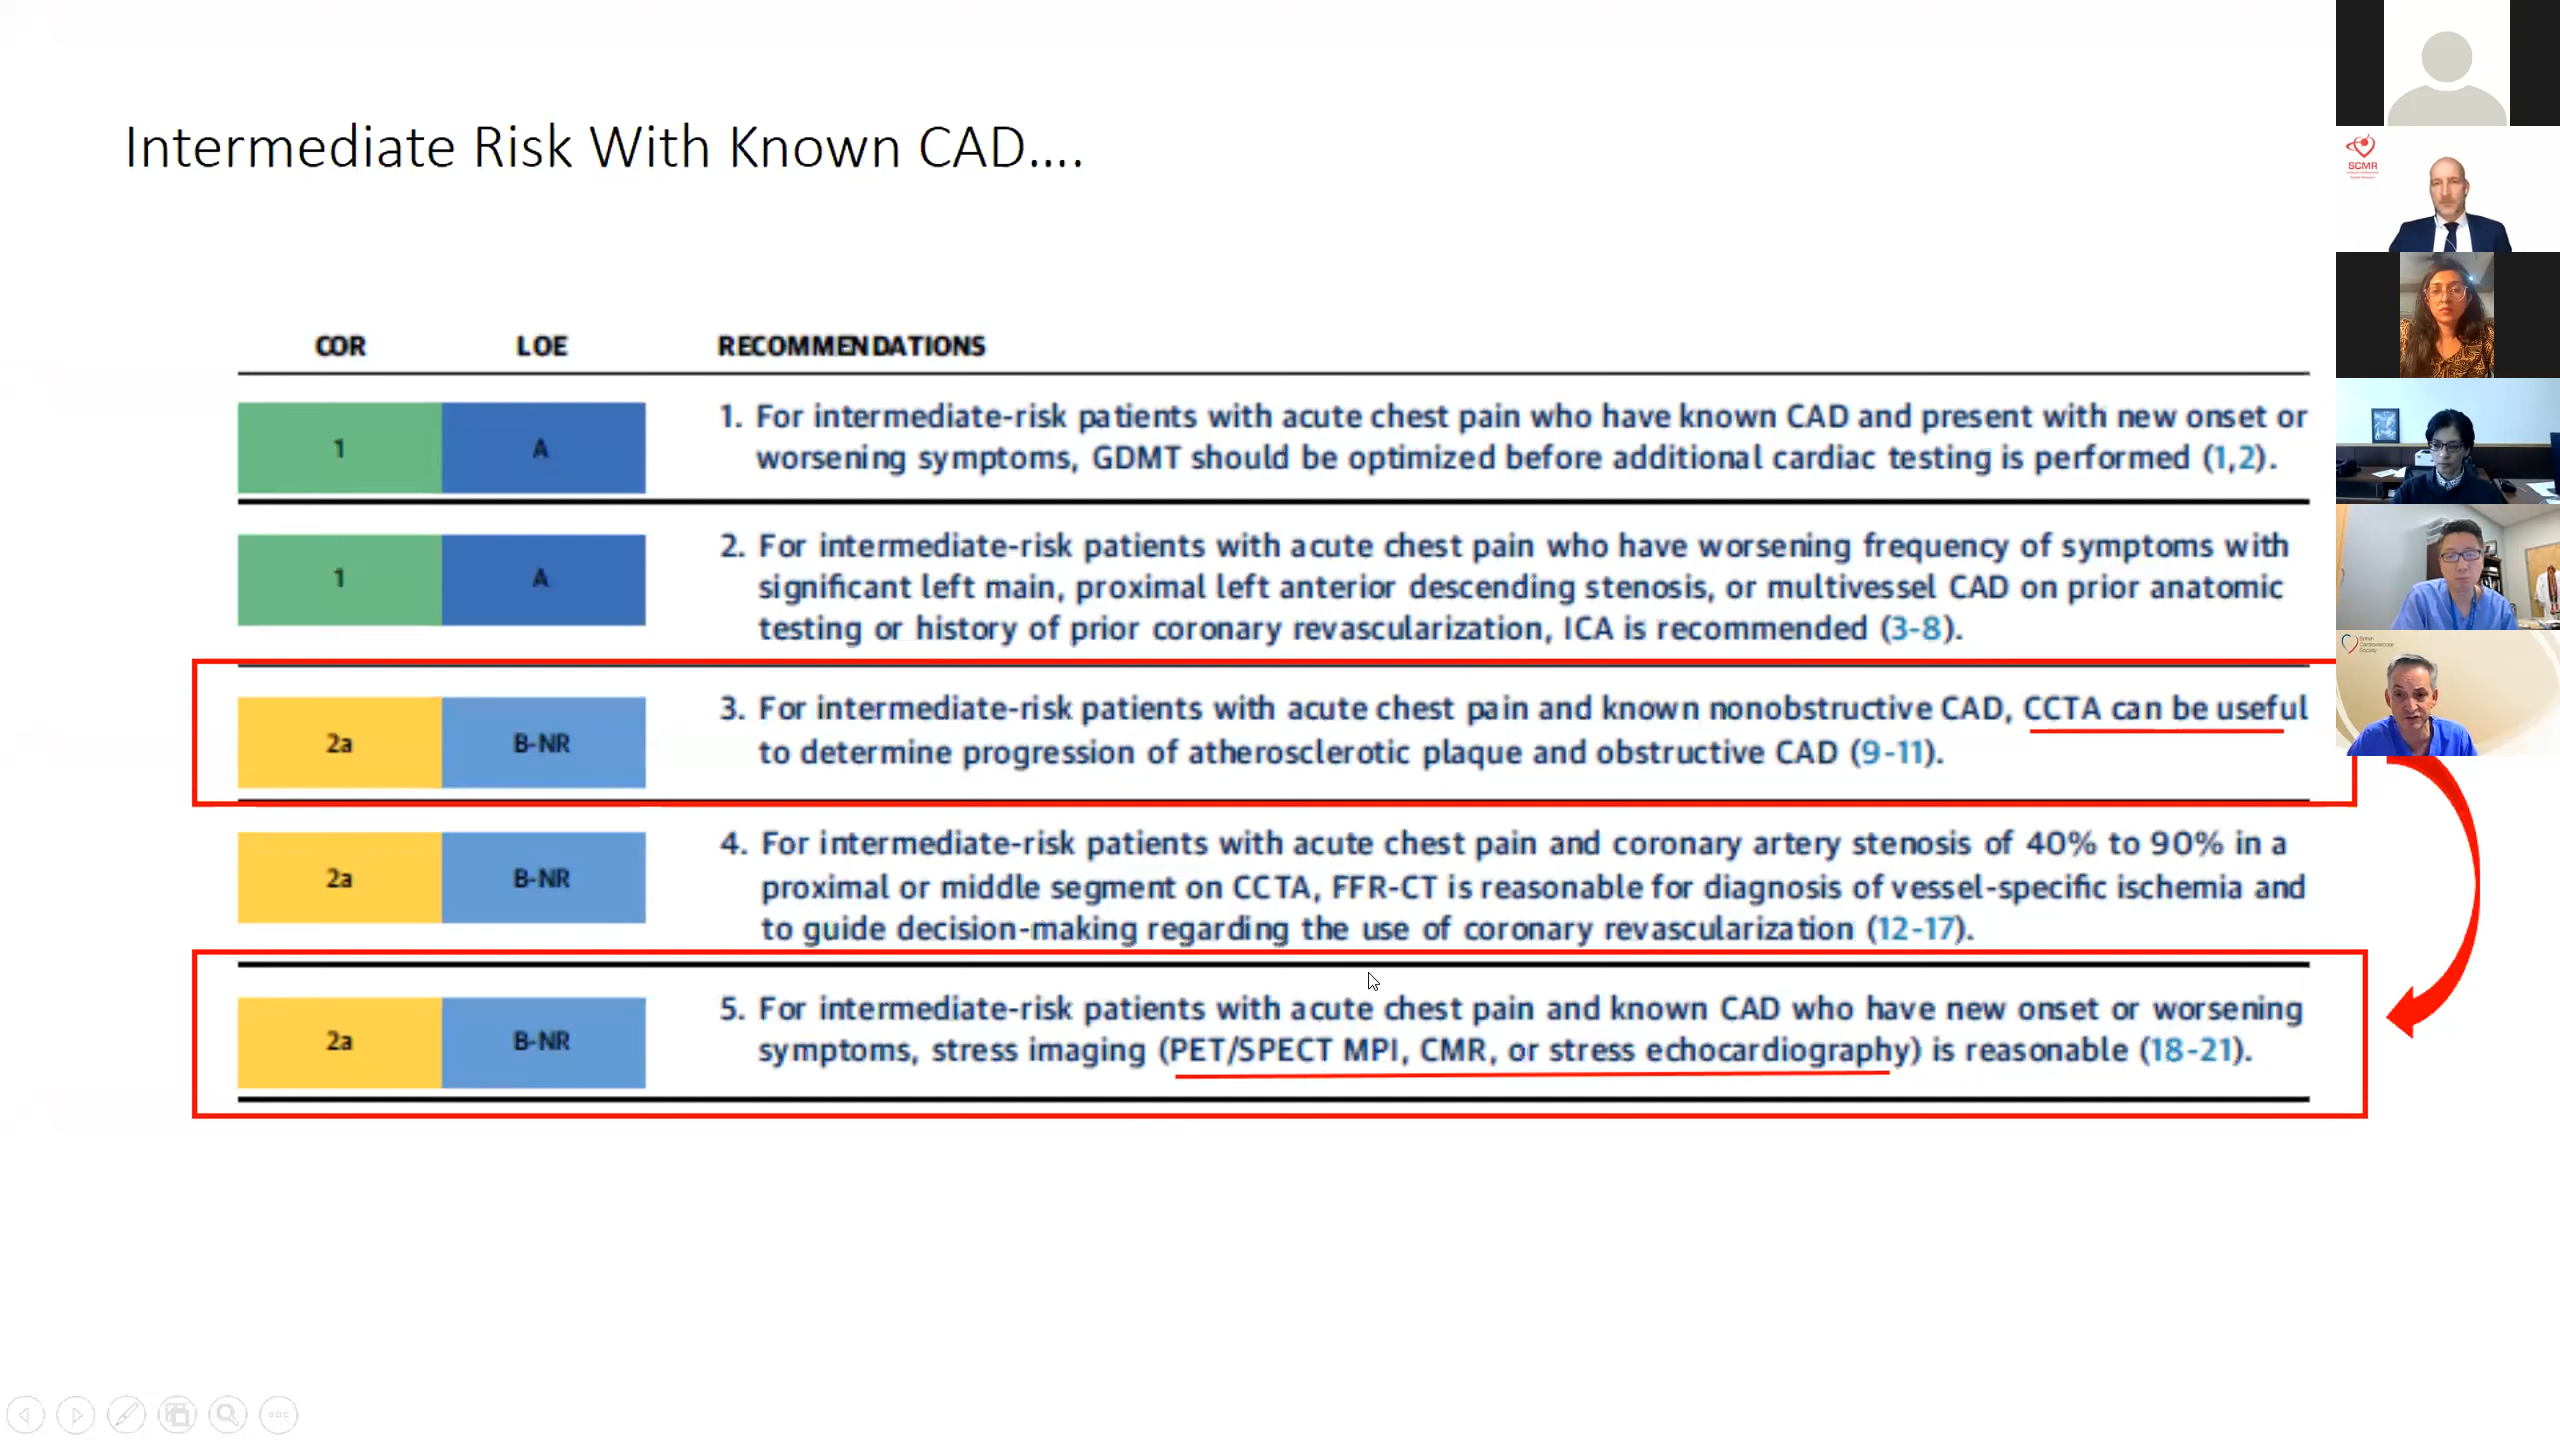 Intermediate Risk With Known CAD....
COR LOE RECOMMENDATIONS
1 A 1. For intermediate-risk patients with acute chest pain who have known CAD and present with new onset or
worsening symptoms, GDMT should be optimized before additional cardiac testing is performed (1,2).
1 A 2. For intermediate-risk patients with acute chest pain who have worsening frequency of symptoms with
significant left main, proximal left anterior descending stenosis, or multivessel CAD on prior anatomic
testing or history of prior coronary revascularization, ICA is recommended (3-8).
2a B-NR 3. For intermediate-risk patients with acute chest pain and known nonobstructive CAD, CCTA can be useful
to determine progression of atherosclerotic plaque and obstructive CAD (9-11).
2a B-NR 4. For intermediate-risk patients with acute chest pain and coronary artery stenosis of 40% to 90% in a
proximal or middle segment on CCTA, FFR-CT is reasonable for diagnosis of vessel-specific ischemia and
to guide decision-making regarding the use of coronary revascularization (12-17).
2a B-NR 5. For intermediate-risk patients with acute chest pain and known CAD who have new onset or worsening
symptoms, stress imaging (PET/SPECT MPI, CMR, or stress echocardiography) is reasonable (18-21).
SCMR
British
Cardiovascular
Society